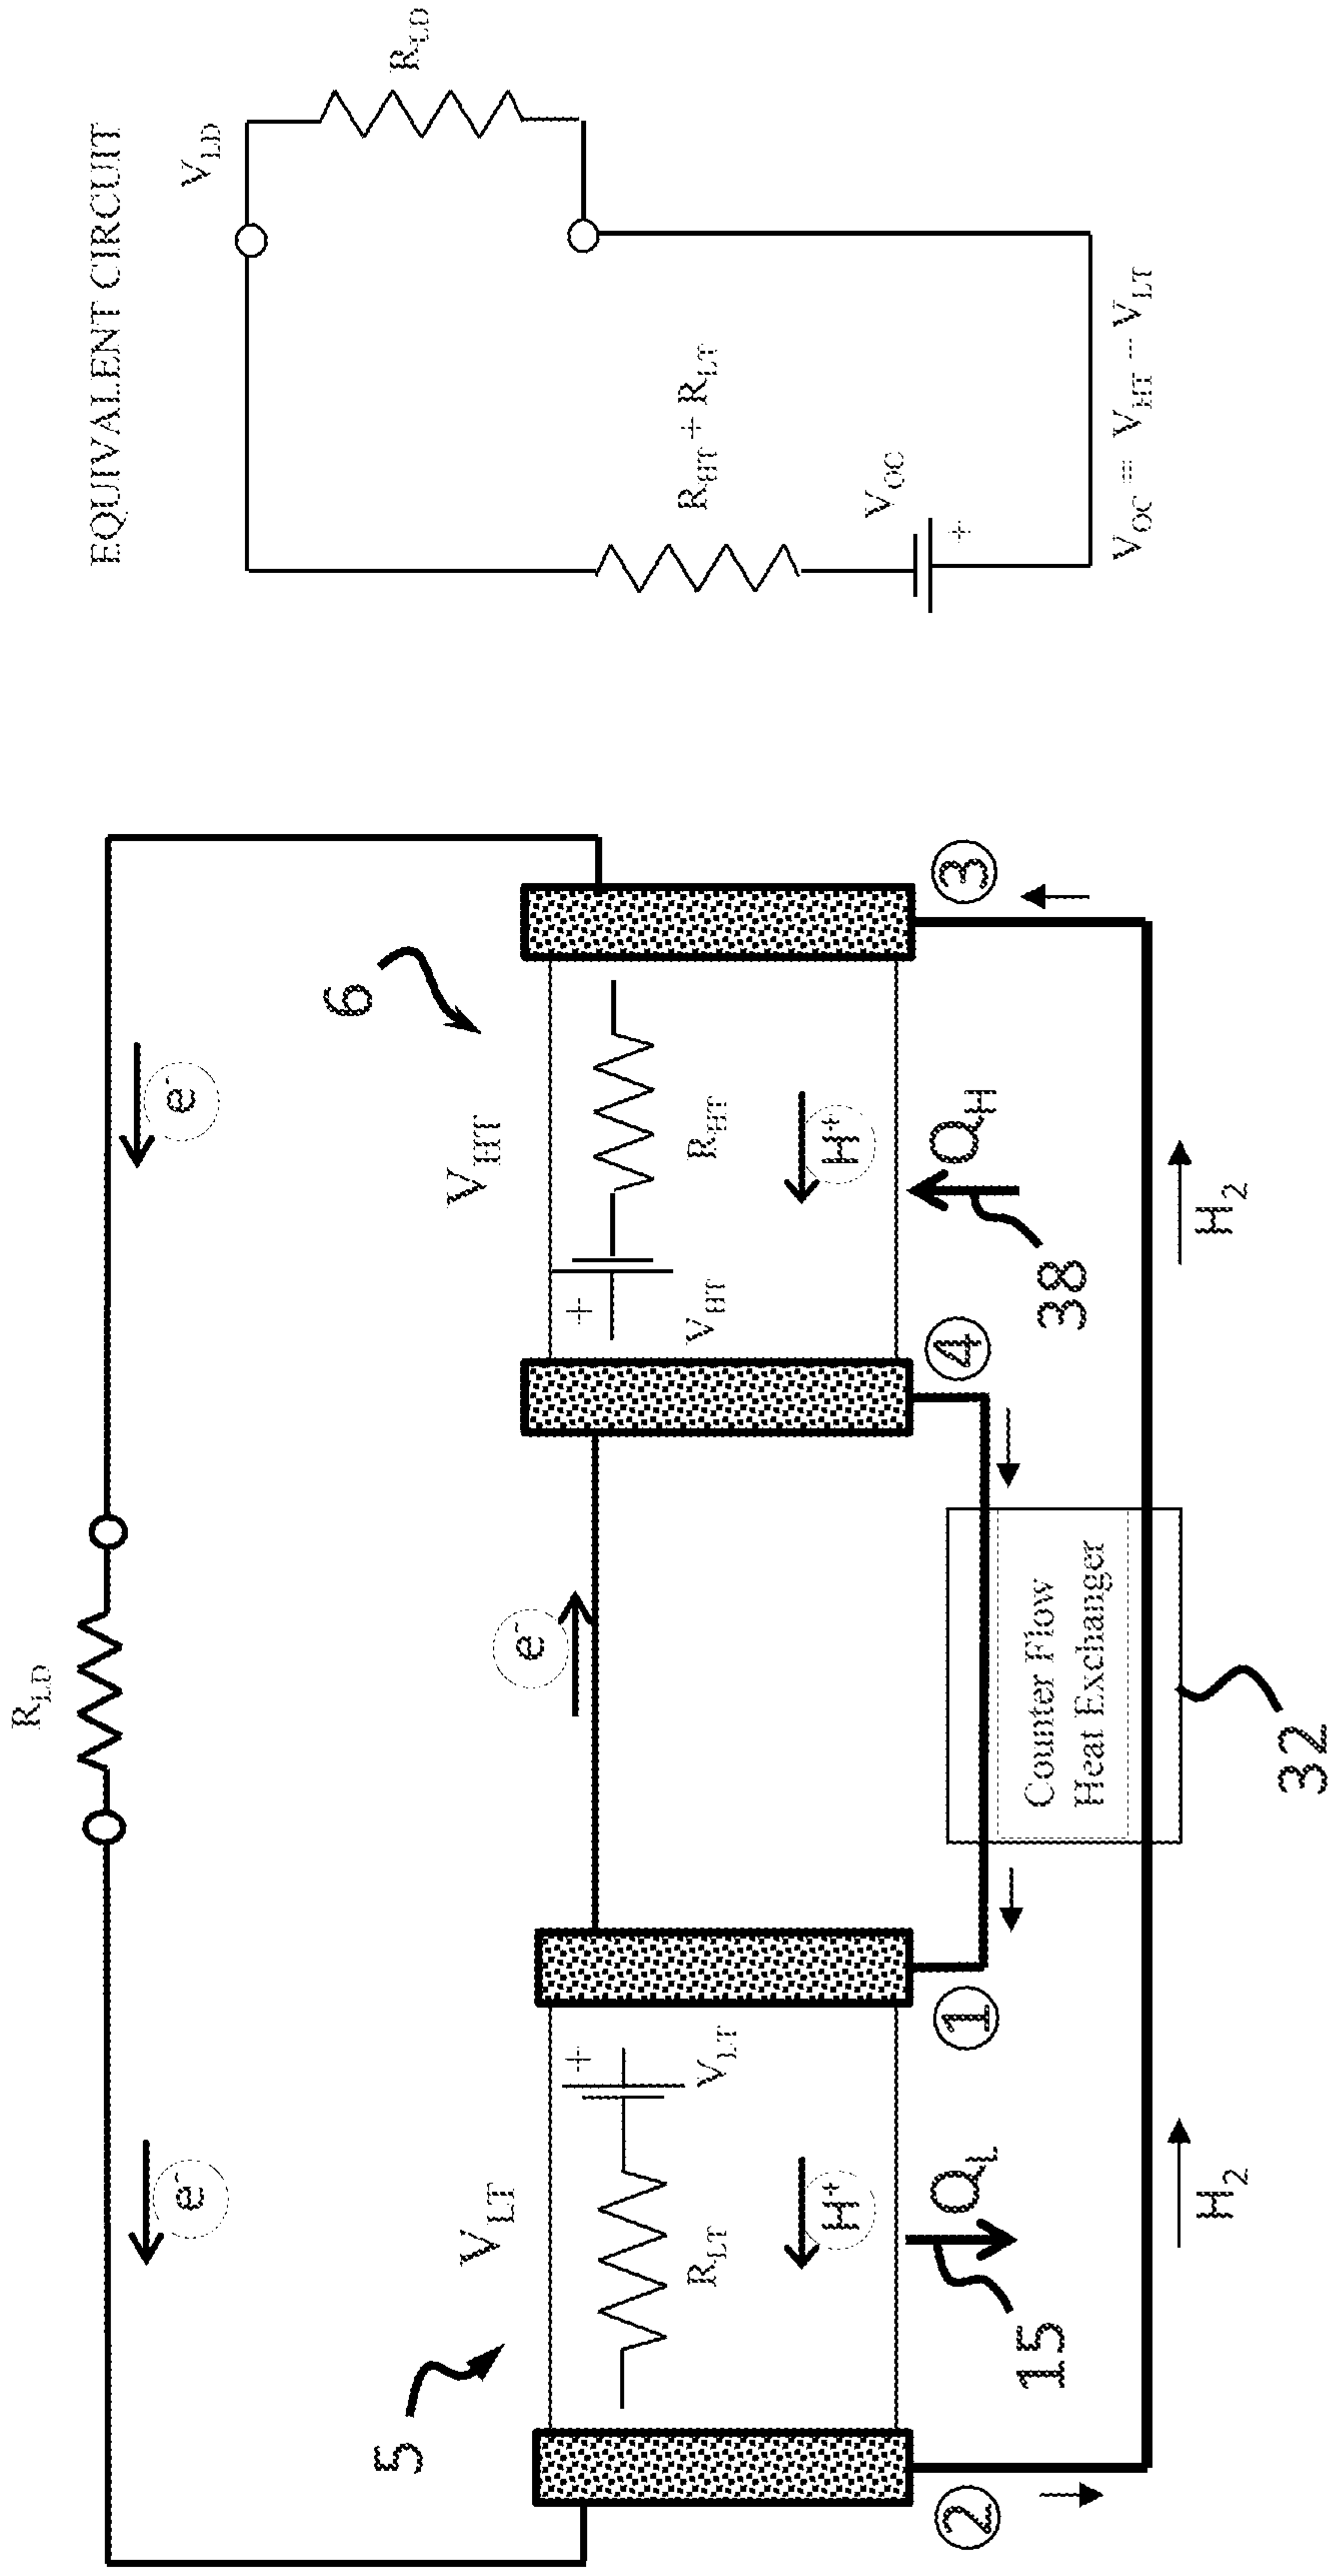 R_LD
e⁻
e⁻
5
V_LT
e⁻
V_HT
6
R_LT
+
V_LT
+
V_HT
R_HT
H⁺
H⁺
②
15
Q_L
①
④
38
Q_H
③
Counter Flow
Heat Exchanger
32
H₂
H₂
EQUIVALENT CIRCUIT
V_LD
R_LD
R_HT + R_LT
V_OC
+
V_OC = V_HT – V_LT